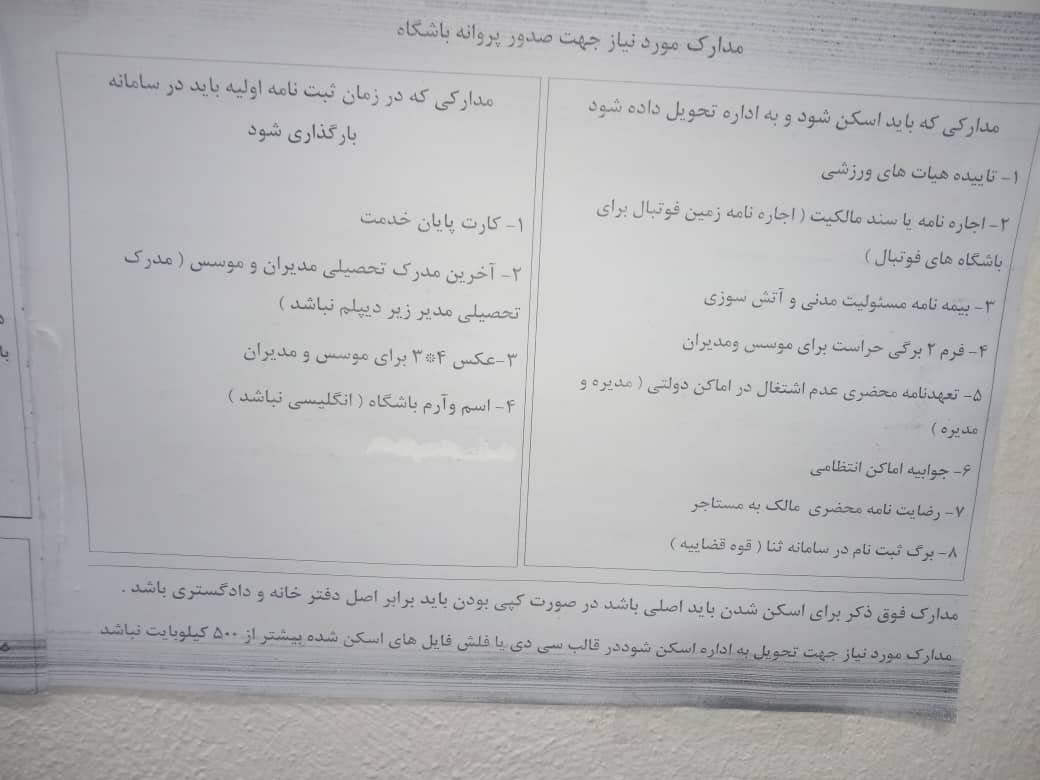 مدارک مورد نیاز جهت صدور پروانه باشگاه
مدارکی که باید اسکن شود و به اداره تحویل داده شود
۱- تاییده هیات های ورزشی
۲- اجاره نامه یا سند مالکیت ( اجاره نامه زمین فوتبال برای
باشگاه های فوتبال )
۳- بیمه نامه مسئولیت مدنی و آتش سوزی
۴- فرم ۲ برگی حراست برای موسس ومدیران
۵- تعهدنامه محضری عدم اشتغال در اماکن دولتی ( مدیره و
مدیره )
۶- جوابیه اماکن انتظامی
۷- رضایت نامه محضری مالک به مستاجر
۸- برگ ثبت نام در سامانه ثنا ( قوه قضاییه )
مدارکی که در زمان ثبت نامه اولیه باید در سامانه
بارگذاری شود
۱- کارت پایان خدمت
۲- آخرین مدرک تحصیلی مدیران و موسس ( مدرک
تحصیلی مدیر زیر دیپلم نباشد )
۳-عکس ۴*۳ برای موسس و مدیران
۴- اسم وآرم باشگاه ( انگلیسی نباشد )
مدارک فوق ذکر برای اسکن شدن باید اصلی باشد در صورت کپی بودن باید برابر اصل دفتر خانه و دادگستری باشد .
مدارک مورد نیاز جهت تحویل به اداره اسکن شوددر قالب سی دی یا فلش فایل های اسکن شده بیشتر از ۵۰۰ کیلوبایت نباشد